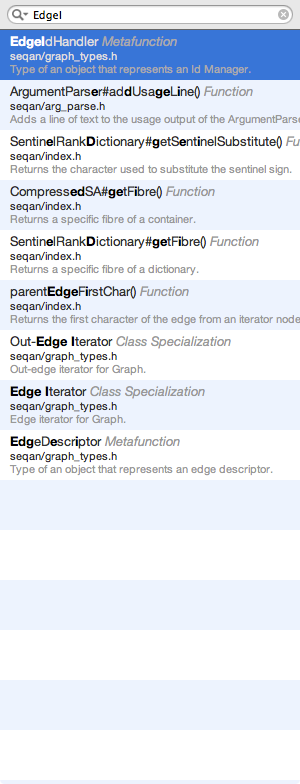 EdgeI
EdgeIdHandler Metafunction
seqan/graph_types.h
Type of an object that represents an Id Manager.
ArgumentParser#addUsageLine() Function
seqan/arg_parse.h
Adds a line of text to the usage output of the ArgumentParse
SentinelRankDictionary#getSentinelSubstitute() Fu
seqan/index.h
Returns the character used to substitute the sentinel sign.
CompressedSA#getFibre() Function
seqan/index.h
Returns a specific fibre of a container.
SentinelRankDictionary#getFibre() Function
seqan/index.h
Returns a specific fibre of a dictionary.
parentEdgeFirstChar() Function
seqan/index.h
Returns the first character of the edge from an iterator node
Out-Edge Iterator Class Specialization
seqan/graph_types.h
Out-edge iterator for Graph.
Edge Iterator Class Specialization
seqan/graph_types.h
Edge iterator for Graph.
EdgeDescriptor Metafunction
seqan/graph_types.h
Type of an object that represents an edge descriptor.